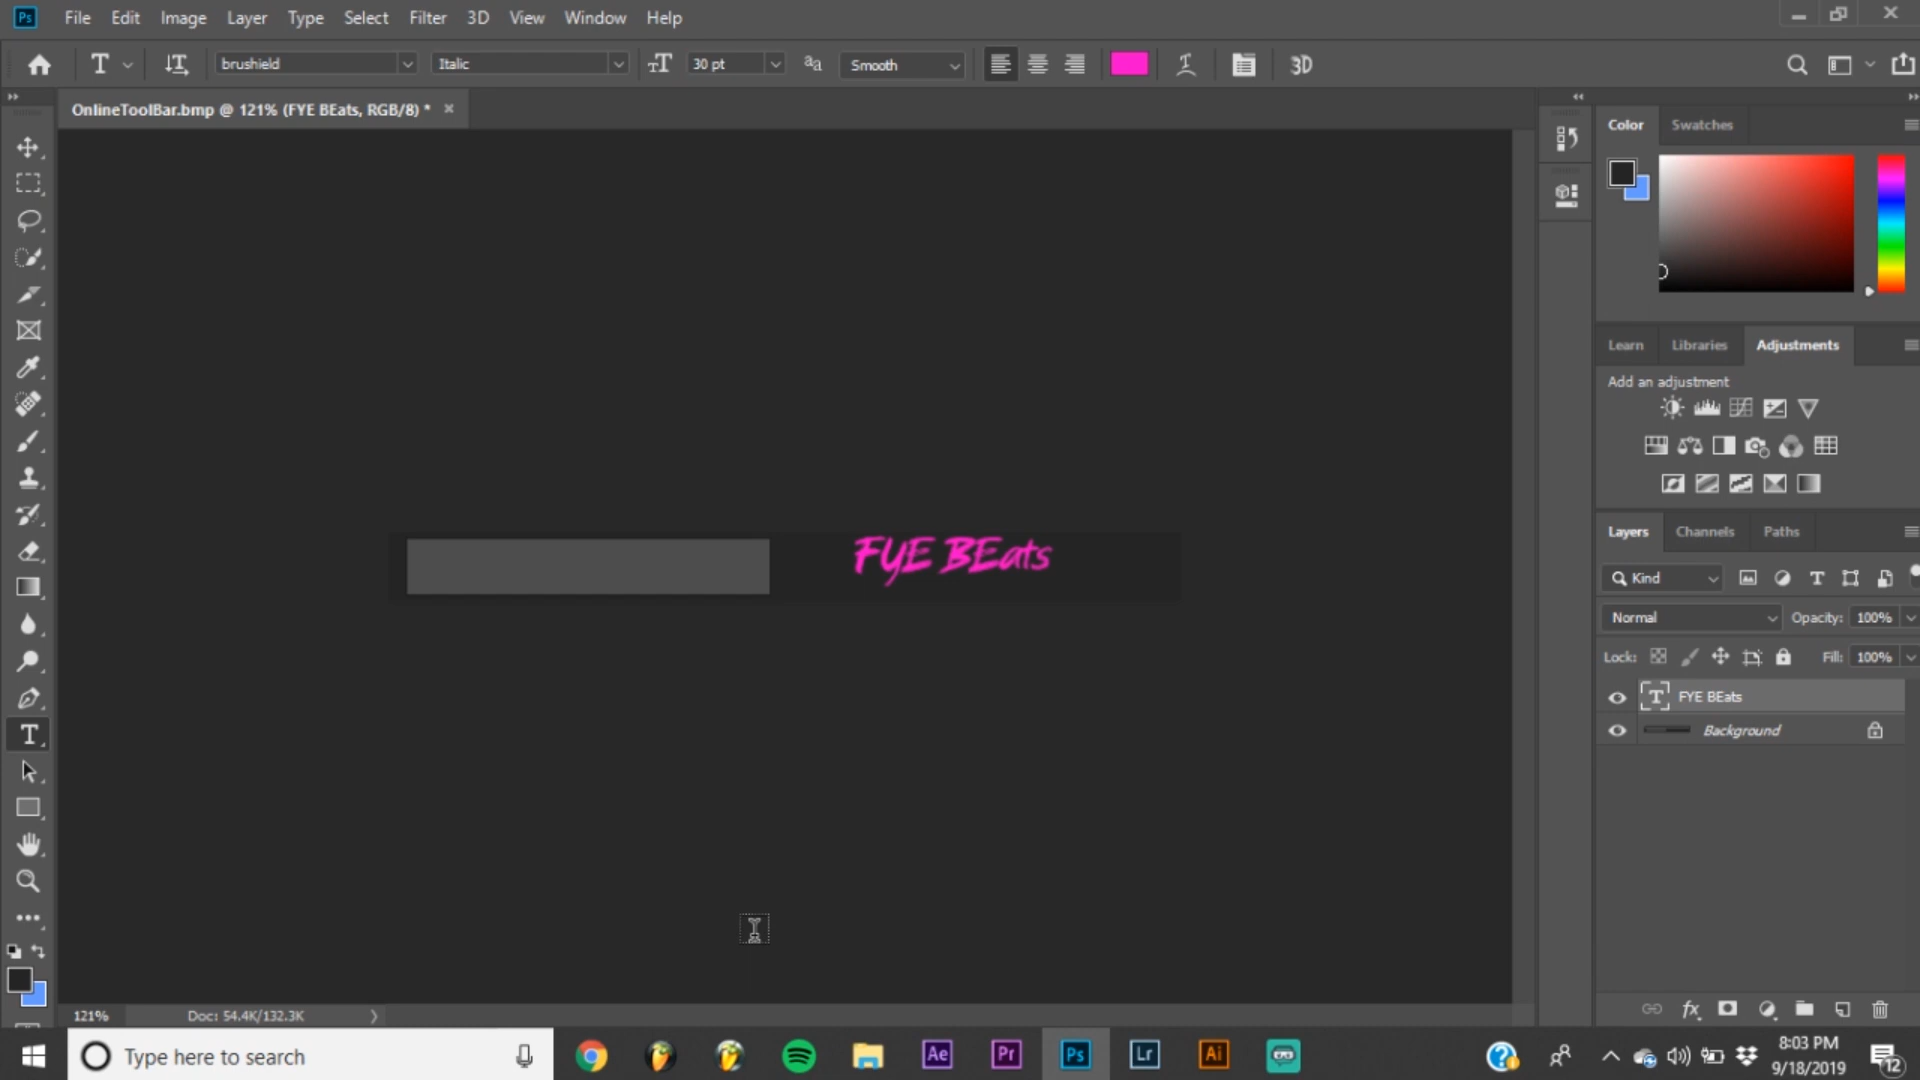 Ps File Edit Image Layer Type Select Filter 3D View Window Help
T brushield Italic 30 pt aa Smooth 3D
OnlineToolBar.bmp @ 121% (FYE BEats, RGB/8) *
Color Swatches
Learn Libraries Adjustments
Add an adjustment
FYE BEats
Layers Channels Paths
Kind
Normal Opacity: 100%
Lock: Fill: 100%
FYE BEats
Background
121% Doc: 54.4K/132.3K
Type here to search
Ae Pr Ps Lr Ai
8:03 PM
9/18/2019
12